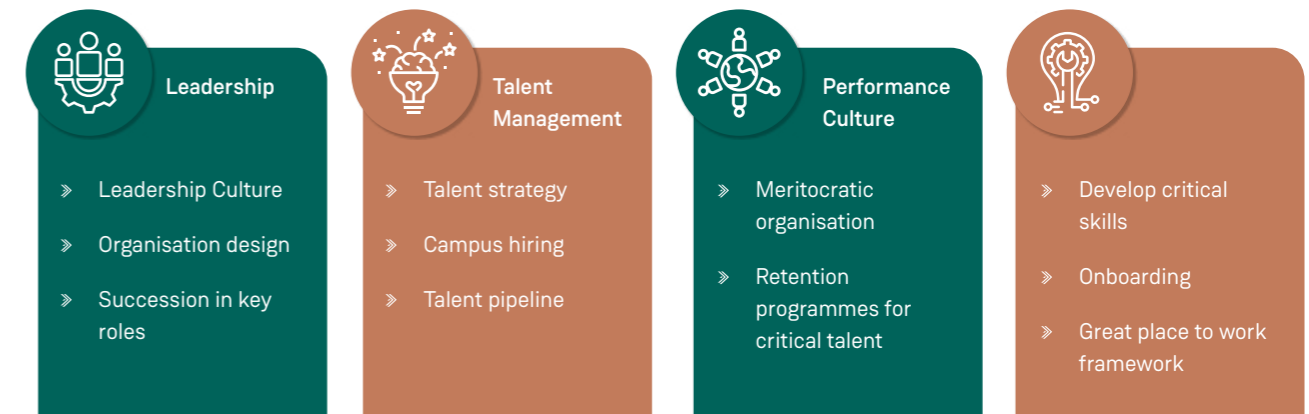 Leadership
Leadership Culture
Organisation design
Succession in key
roles
Talent
Management
Talent strategy
Campus hiring
Talent pipeline
Performance
Culture
Meritocratic
organisation
Retention
programmes for
critical talent
Develop critical
skills
Onboarding
Great place to work
framework